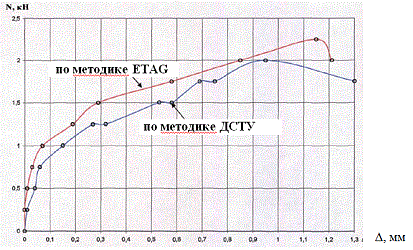 N, кН
2,5
2
по методике ETAG
1,5
по методике ДСТУ
1
0,5
0
0 0,1 0,2 0,3 0,4 0,5 0,6 0,7 0,8 0,9 1 1,1 1,2 1,3
Δ, мм